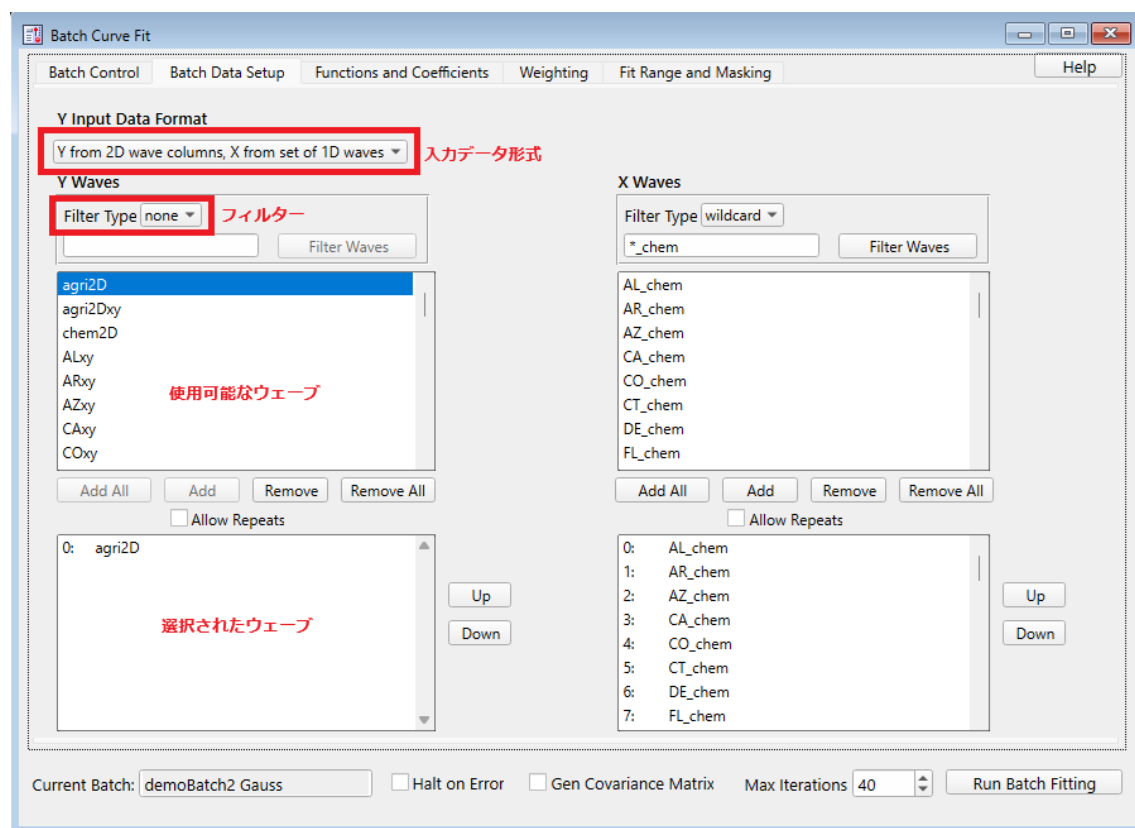 Batch Curve Fit
Batch Control Batch Data Setup Functions and Coefficients Weighting Fit Range and Masking Help
Y Input Data Format
Y from 2D wave columns, X from set of 1D waves 入力データ形式
Y Waves
Filter Type none フィルター
Filter Waves
agri2D
agri2Dxy
chem2D
ALxy
ARxy
AZxy
CAxy
COxy
使用可能なウェーブ
Add All Add Remove Remove All
Allow Repeats
0: agri2D
選択されたウェーブ
Up
Down
X Waves
Filter Type wildcard
*_chem Filter Waves
AL_chem
AR_chem
AZ_chem
CA_chem
CO_chem
CT_chem
DE_chem
FL_chem
Add All Add Remove Remove All
Allow Repeats
0: AL_chem
1: AR_chem
2: AZ_chem
3: CA_chem
4: CO_chem
5: CT_chem
6: DE_chem
7: FL_chem
Up
Down
Current Batch: demoBatch2 Gauss Halt on Error Gen Covariance Matrix Max Iterations 40 Run Batch Fitting